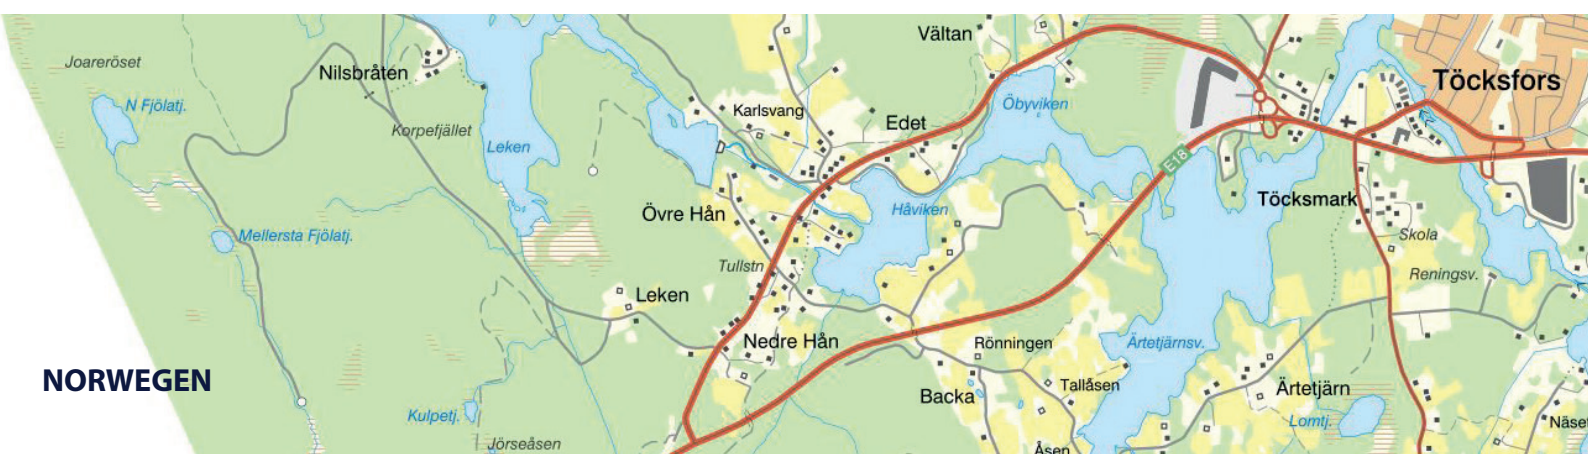 Vältan
Joareröset
Nilsbråten
Töcksfors
N Fjölatj.
Karlsvang
Öbyviken
Korpefjället
Edet
Leken
E18
Övre Hån
Håviken
Töcksmark
Mellersta Fjölatj.
Skola
Tullstn
Reningsv.
Leken
Nedre Hån
Rönningen
Ärtetjärnsv.
NORWEGEN
Backa
Tallåsen
Ärtetjärn
Kulpetj.
Lomtj.
Näset
Jörseåsen
Åsen